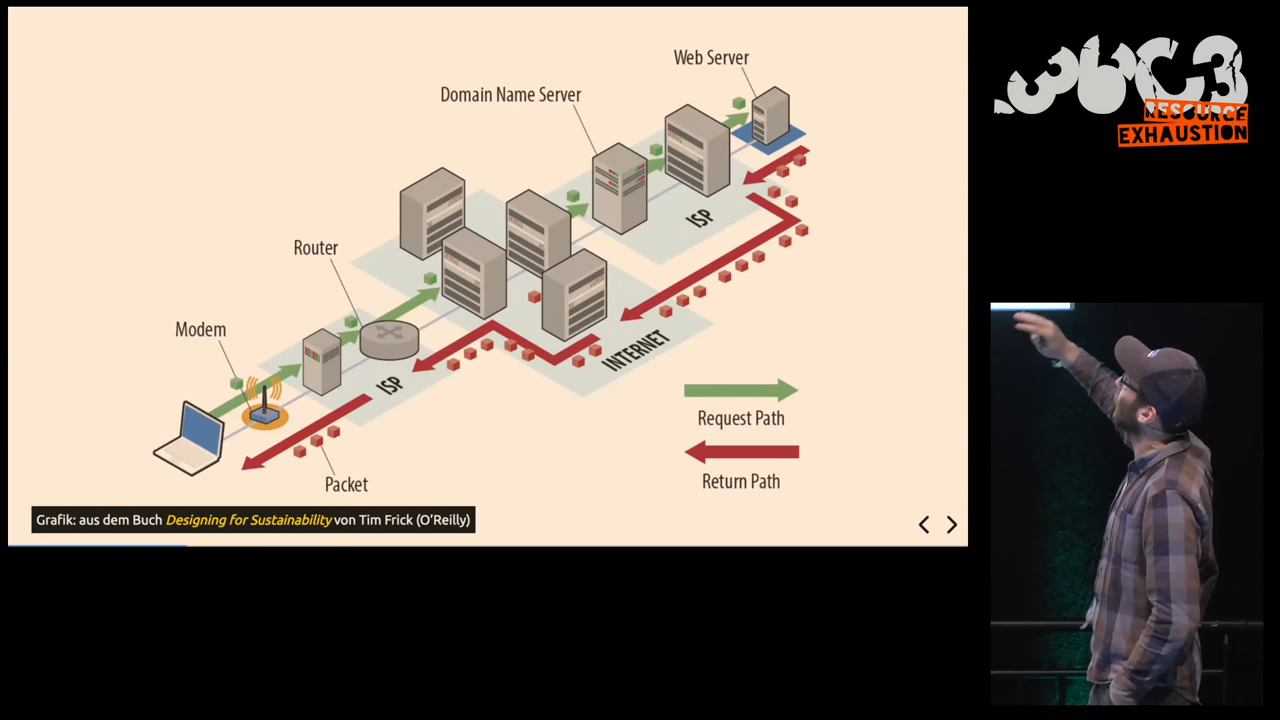 Web Server
Domain Name Server
Router
Modem
ISP
INTERNET
ISP
Packet
Request Path
Return Path
Grafik: aus dem Buch Designing for Sustainability von Tim Frick (O'Reilly)
36C3
RESOURCE
EXHAUSTION